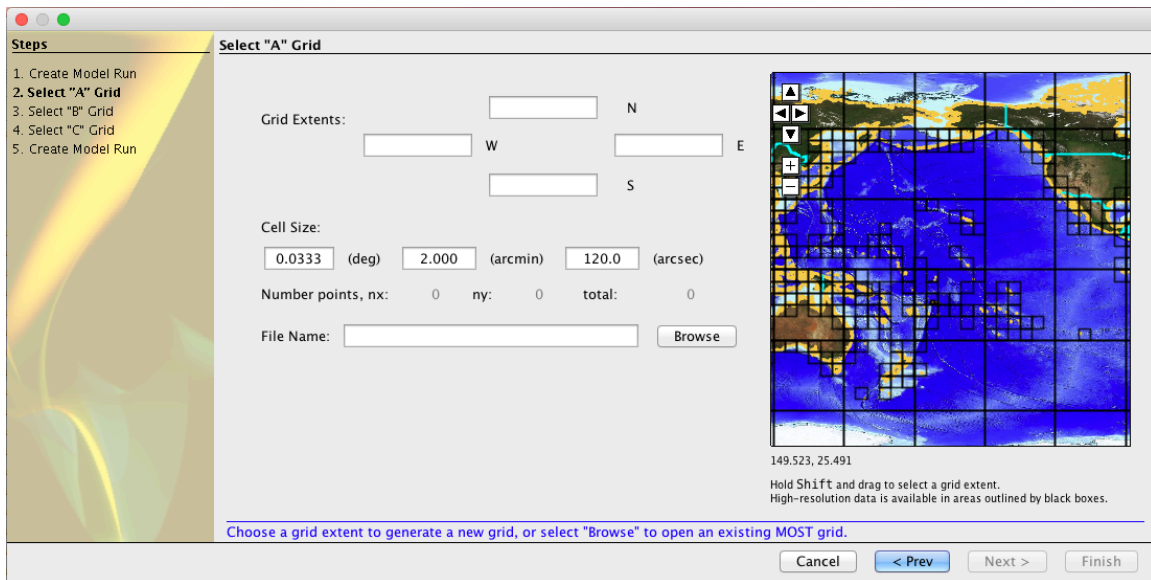 Steps
1. Create Model Run
2. Select "A" Grid
3. Select "B" Grid
4. Select "C" Grid
5. Create Model Run
Select "A" Grid
N
Grid Extents:
W E
S
Cell Size:
0.0333 (deg) 2.000 (arcmin) 120.0 (arcsec)
Number points, nx: 0 ny: 0 total: 0
File Name: Browse
149.523, 25.491
Hold Shift and drag to select a grid extent.
High-resolution data is available in areas outlined by black boxes.
Choose a grid extent to generate a new grid, or select "Browse" to open an existing MOST grid.
Cancel < Prev Next > Finish